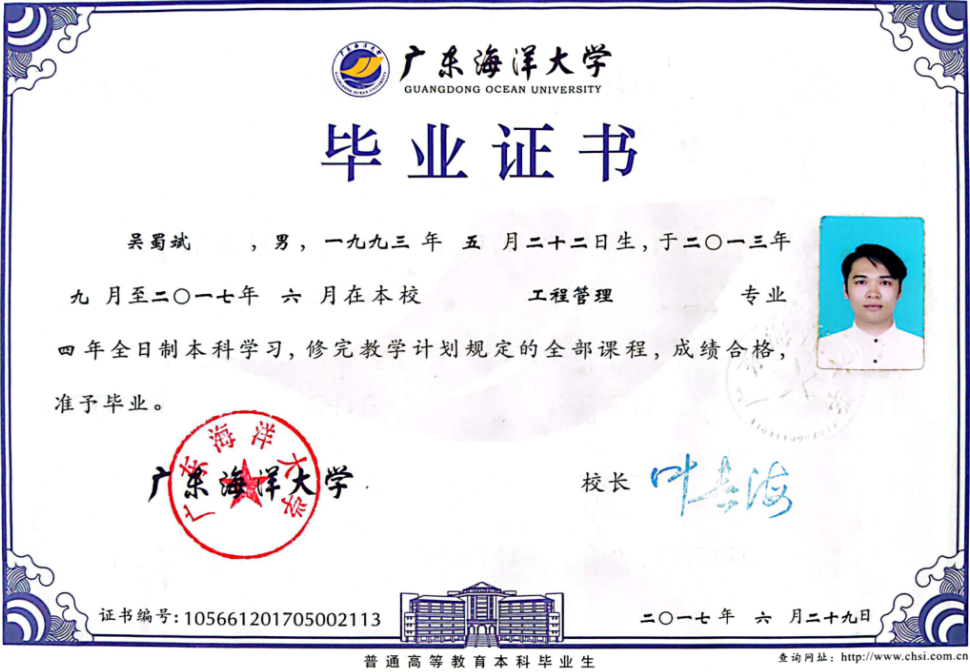 广东海洋大学
GUANGDONG OCEAN UNIVERSITY
毕业证书
吴蜀斌，男，一九九三年 五 月二十二日生，于二〇一三年
九 月至二〇一七年 六 月在本校 工程管理 专业
四 年全日制本科学习，修完教学计划规定的全部课程，成绩合格，
准予毕业。
广东海洋大学
广东海洋大学
校长 叶春海
证书编号：105661201705002113
二〇一七 年 六 月二十九日
普通高等教育本科毕业生
查询网址：http://www.chsi.com.cn